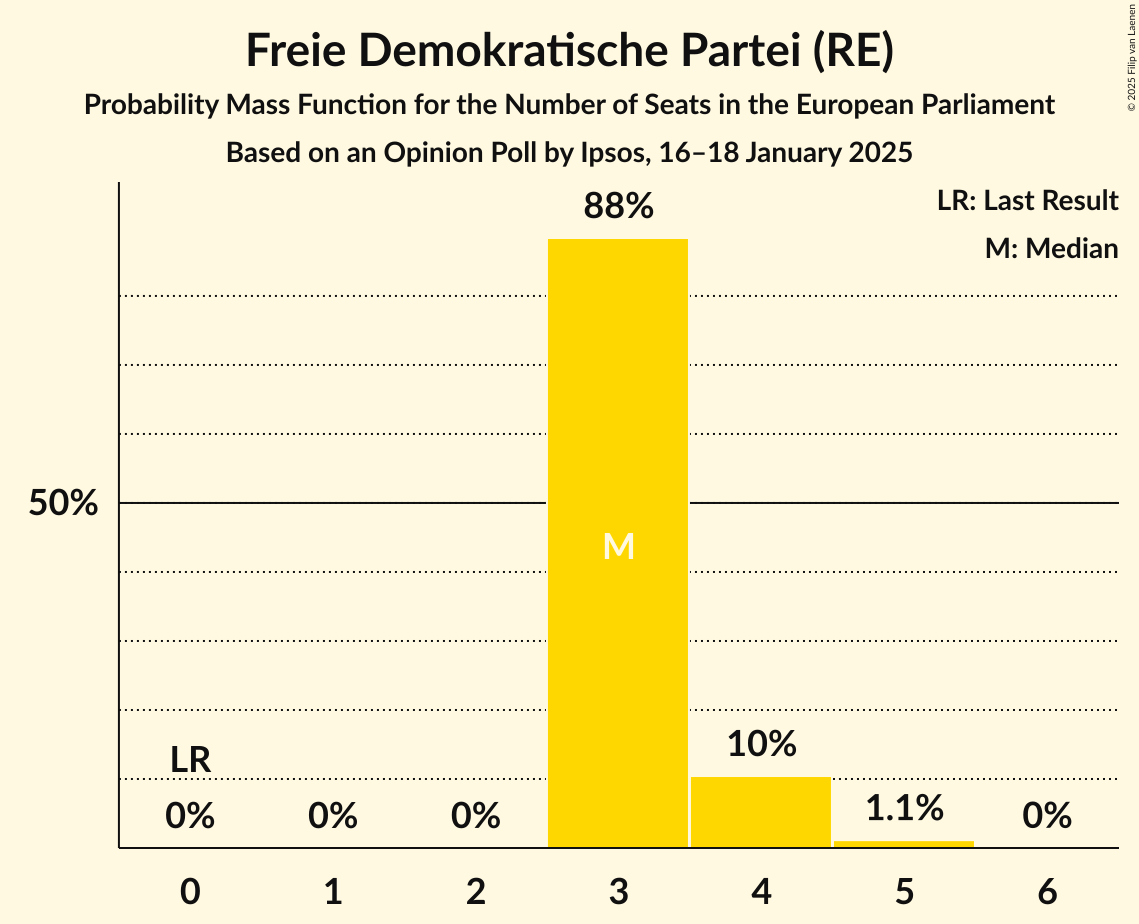 Freie Demokratische Partei (RE)
Probability Mass Function for the Number of Seats in the European Parliament
Based on an Opinion Poll by Ipsos, 16–18 January 2025
© 2025 Filip van Laenen
LR: Last Result
M: Median
88%
50%
M
LR
10%
0%
0%
0%
1.1%
0%
0
1
2
3
4
5
6